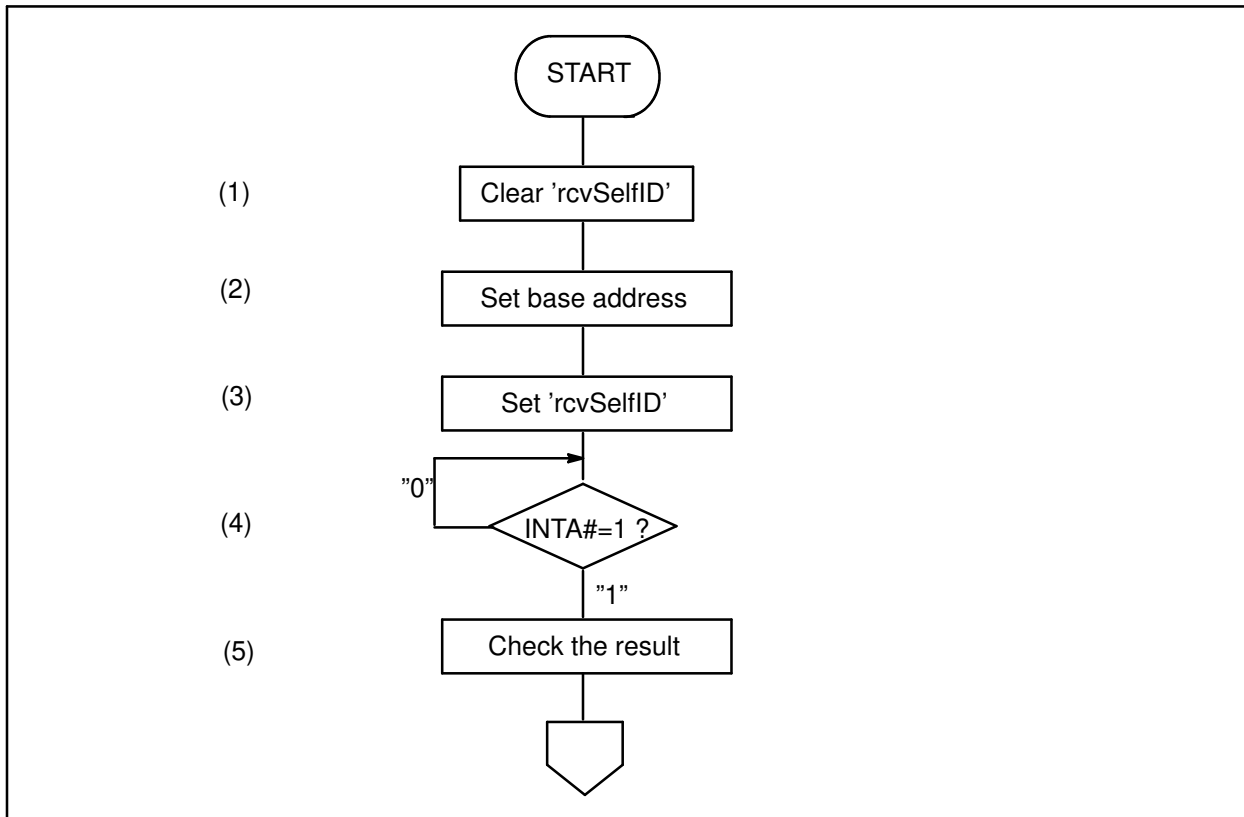 START
(1)
Clear ’rcvSelfID’
(2)
Set base address
(3)
Set ’rcvSelfID’
”0”
(4)
INTA#=1 ?
”1”
(5)
Check the result